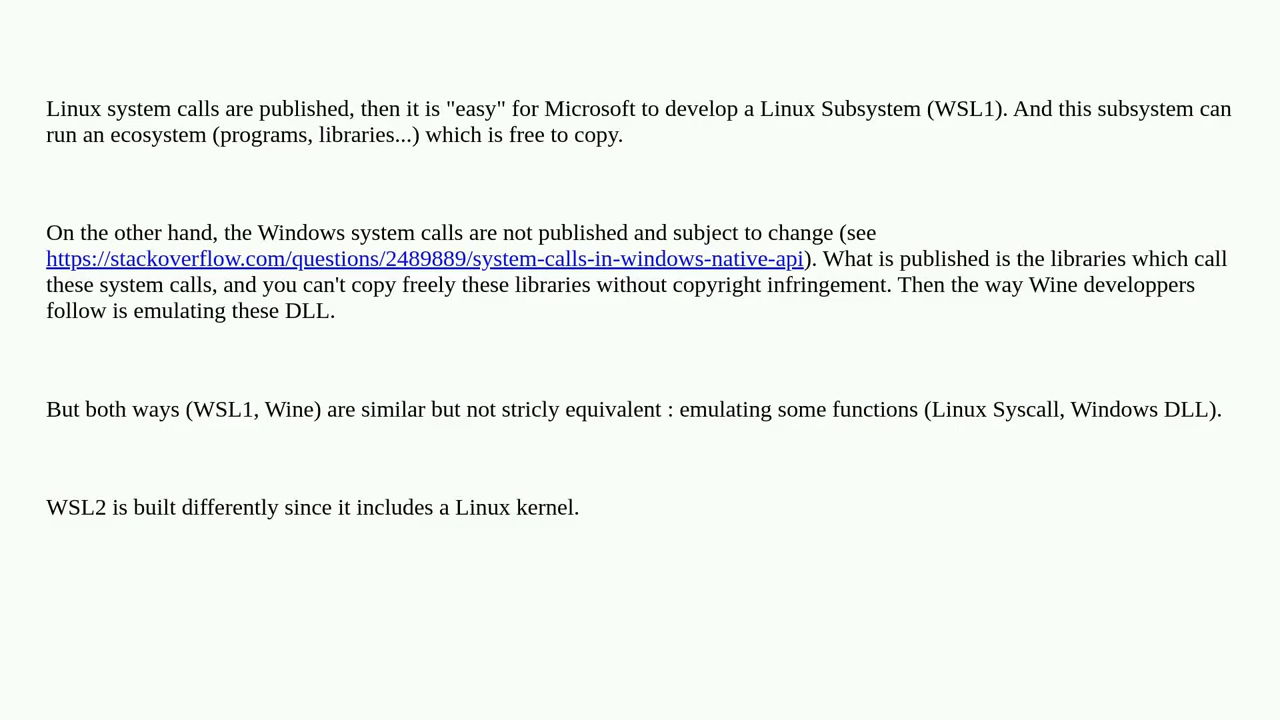 Linux system calls are published, then it is "easy" for Microsoft to develop a Linux Subsystem (WSL1). And this subsystem can
run an ecosystem (programs, libraries...) which is free to copy.
On the other hand, the Windows system calls are not published and subject to change (see
https://stackoverflow.com/questions/2489889/system-calls-in-windows-native-api). What is published is the libraries which call
these system calls, and you can't copy freely these libraries without copyright infringement. Then the way Wine developpers
follow is emulating these DLL.
But both ways (WSL1, Wine) are similar but not stricly equivalent : emulating some functions (Linux Syscall, Windows DLL).
WSL2 is built differently since it includes a Linux kernel.